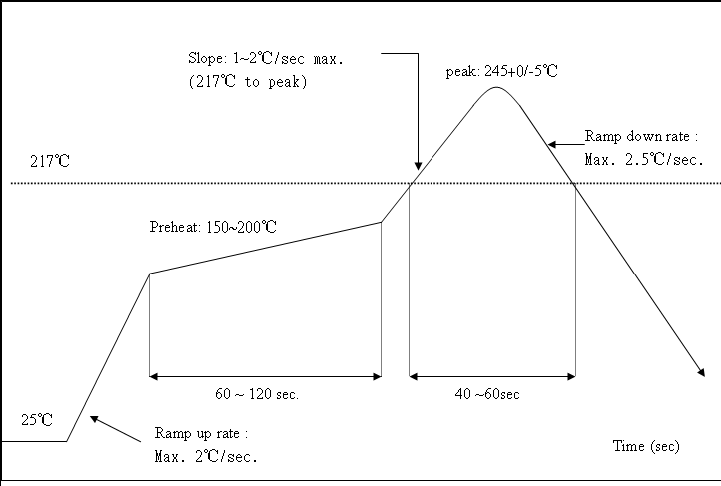 Slope: 1~2℃/sec max.
(217℃ to peak)
peak: 245+0/-5℃
Ramp down rate :
Max. 2.5℃/sec.
217℃
Preheat: 150~200℃
60 ~ 120 sec.
40 ~60sec
25℃
Ramp up rate :
Max. 2℃/sec.
Time (sec)